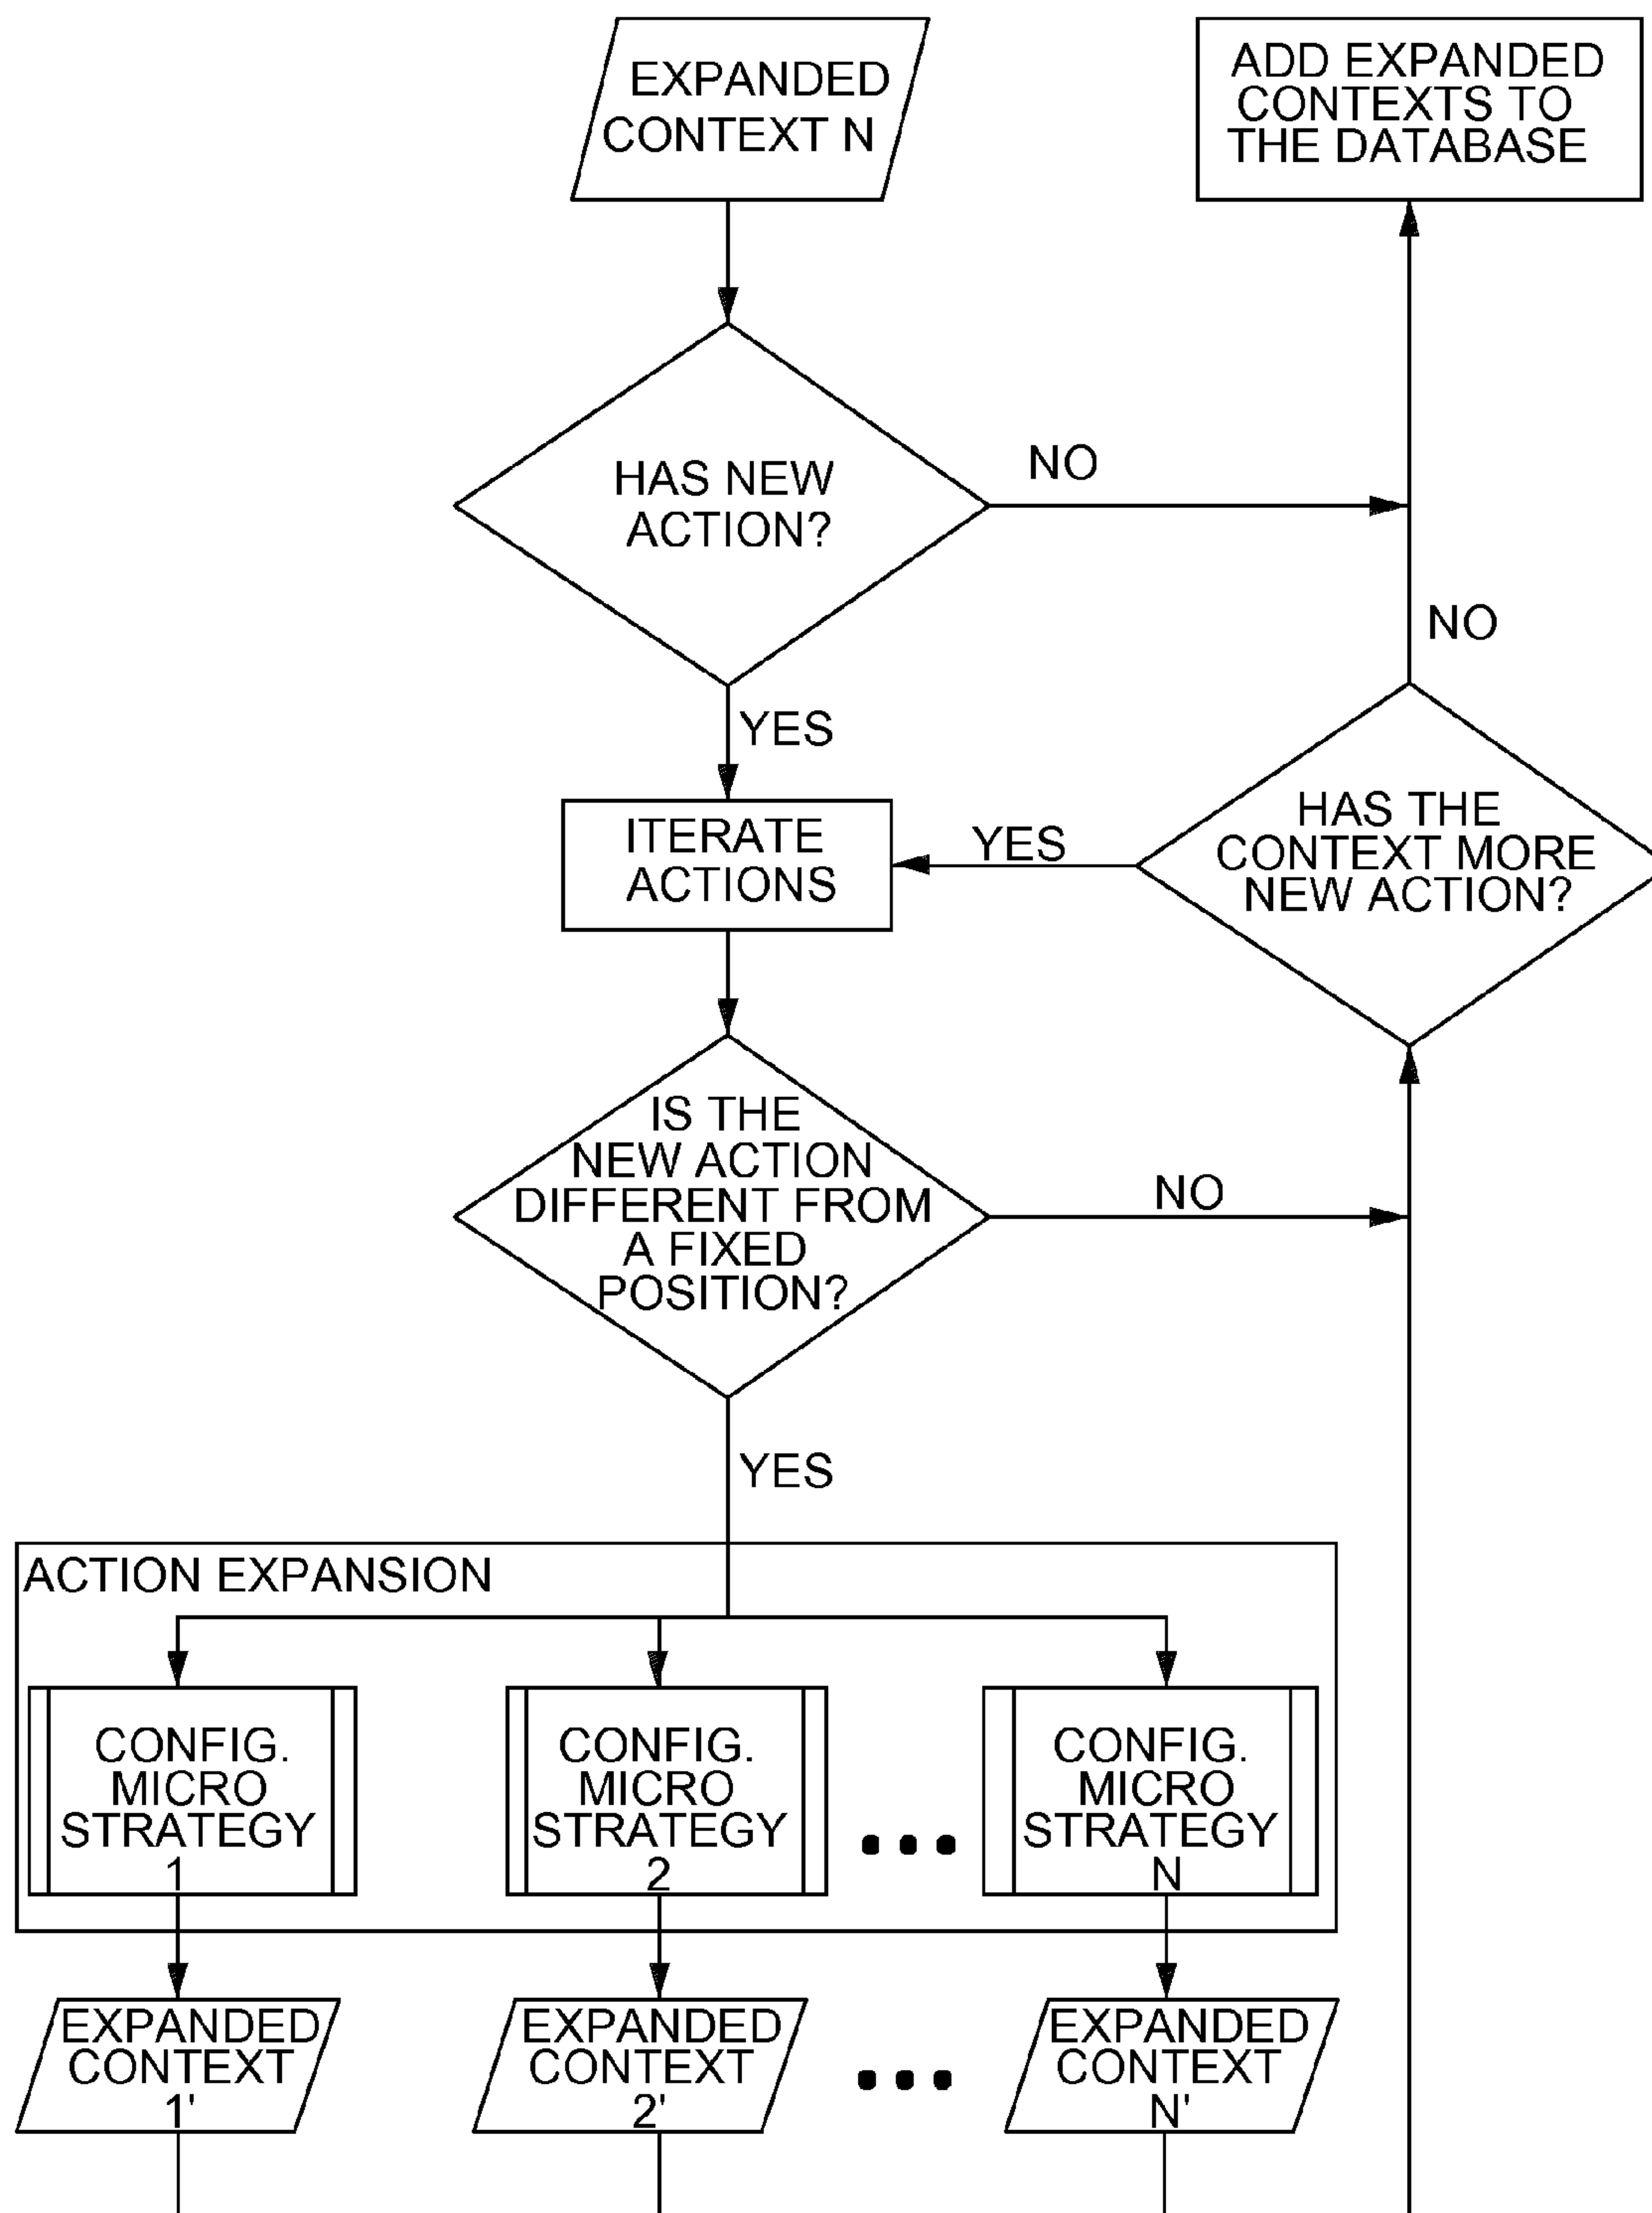 EXPANDED
CONTEXT N
ADD EXPANDED
CONTEXTS TO
THE DATABASE
HAS NEW
ACTION?
NO
NO
YES
ITERATE
ACTIONS
YES
HAS THE
CONTEXT MORE
NEW ACTION?
IS THE
NEW ACTION
DIFFERENT FROM
A FIXED
POSITION?
NO
YES
ACTION EXPANSION
CONFIG.
MICRO
STRATEGY
1
CONFIG.
MICRO
STRATEGY
2
...
CONFIG.
MICRO
STRATEGY
N
EXPANDED
CONTEXT
1'
EXPANDED
CONTEXT
2'
...
EXPANDED
CONTEXT
N'